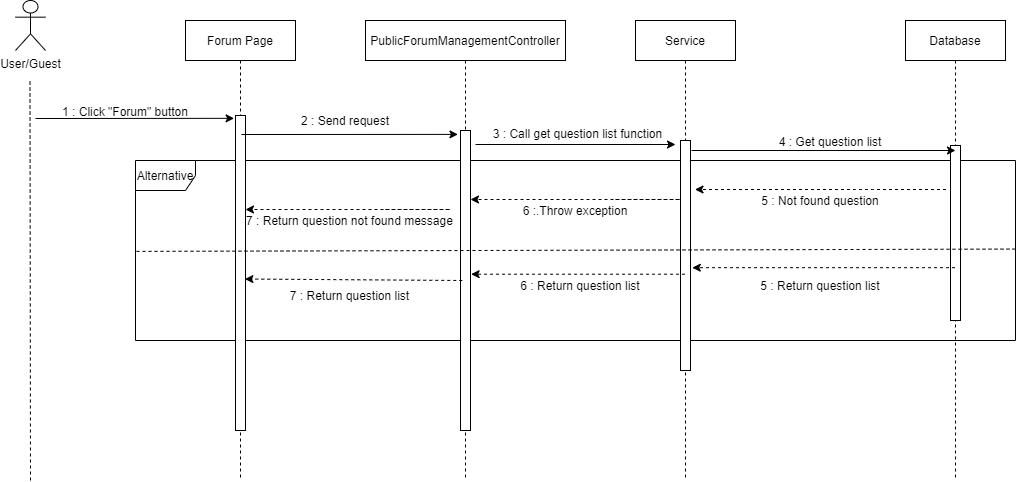 User/Guest
Forum Page
PublicForumManagementController
Service
Database
1 : Click "Forum" button
2 : Send request
3 : Call get question list function
4 : Get question list
Alternative
5 : Not found question
6 :.Throw exception
7 : Return question not found message
5 : Return question list
6 : Return question list
7 : Return question list